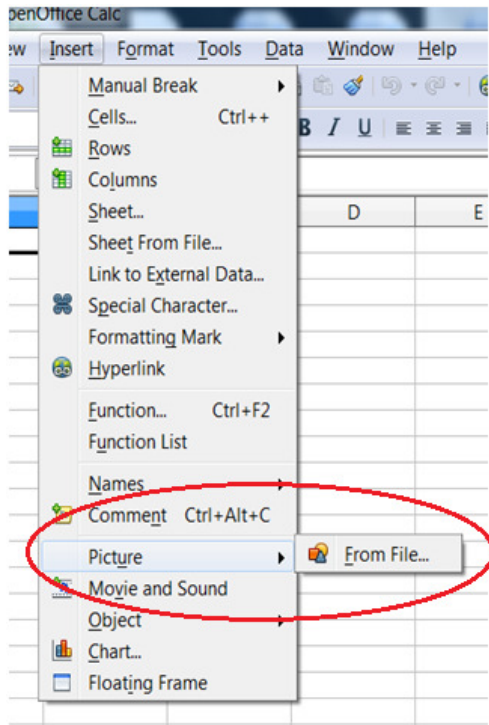 penOffice Calc
ew Insert Format Tools Data Window Help
B I U
D E
Manual Break
Cells... Ctrl++
Rows
Columns
Sheet...
Sheet From File...
Link to External Data...
Special Character...
Formatting Mark
Hyperlink
Function... Ctrl+F2
Function List
Names
Comment Ctrl+Alt+C
Picture From File...
Movie and Sound
Object
Chart...
Floating Frame